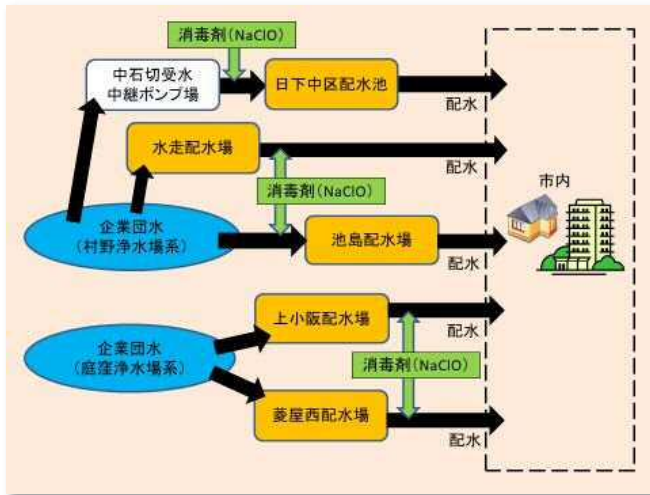 消毒剤(NaClO)
中石切受水
中継ポンプ場
日下中区配水池
配水
水走配水場
配水
消毒剤(NaClO)
市内
企業団水
(村野浄水場系)
池島配水場
配水
上小阪配水場
配水
企業団水
(庭窪浄水場系)
消毒剤(NaClO)
菱屋西配水場
配水